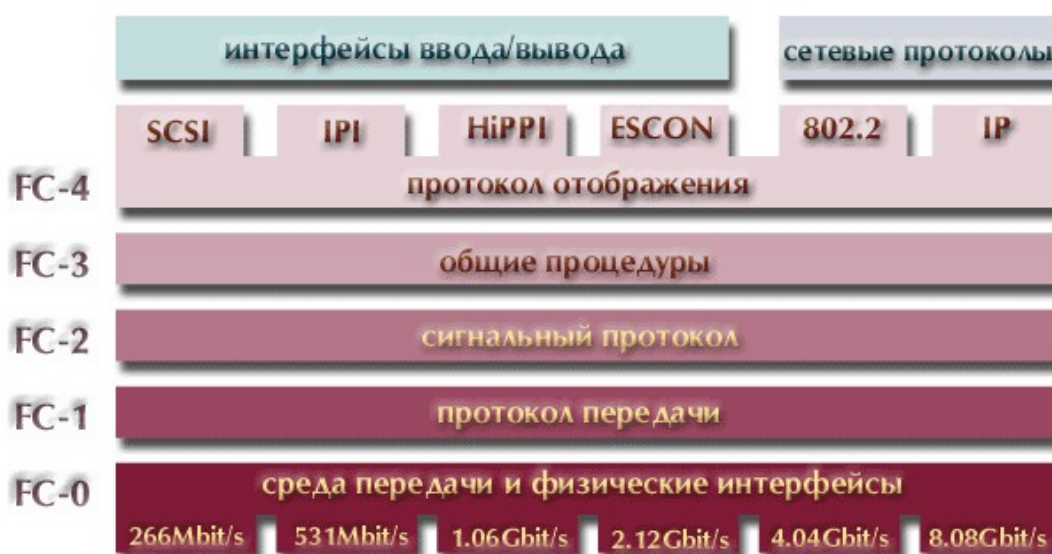 интерфейсы ввода/вывода сетевые протоколы
SCSI IPI HiPPI ESCON 802.2 IP
FC-4 протокол отображения
FC-3 общие процедуры
FC-2 сигнальный протокол
FC-1 протокол передачи
FC-0 среда передачи и физические интерфейсы
266Mbit/s 531Mbit/s 1.06Gbit/s 2.12Gbit/s 4.04Gbit/s 8.08Gbit/s